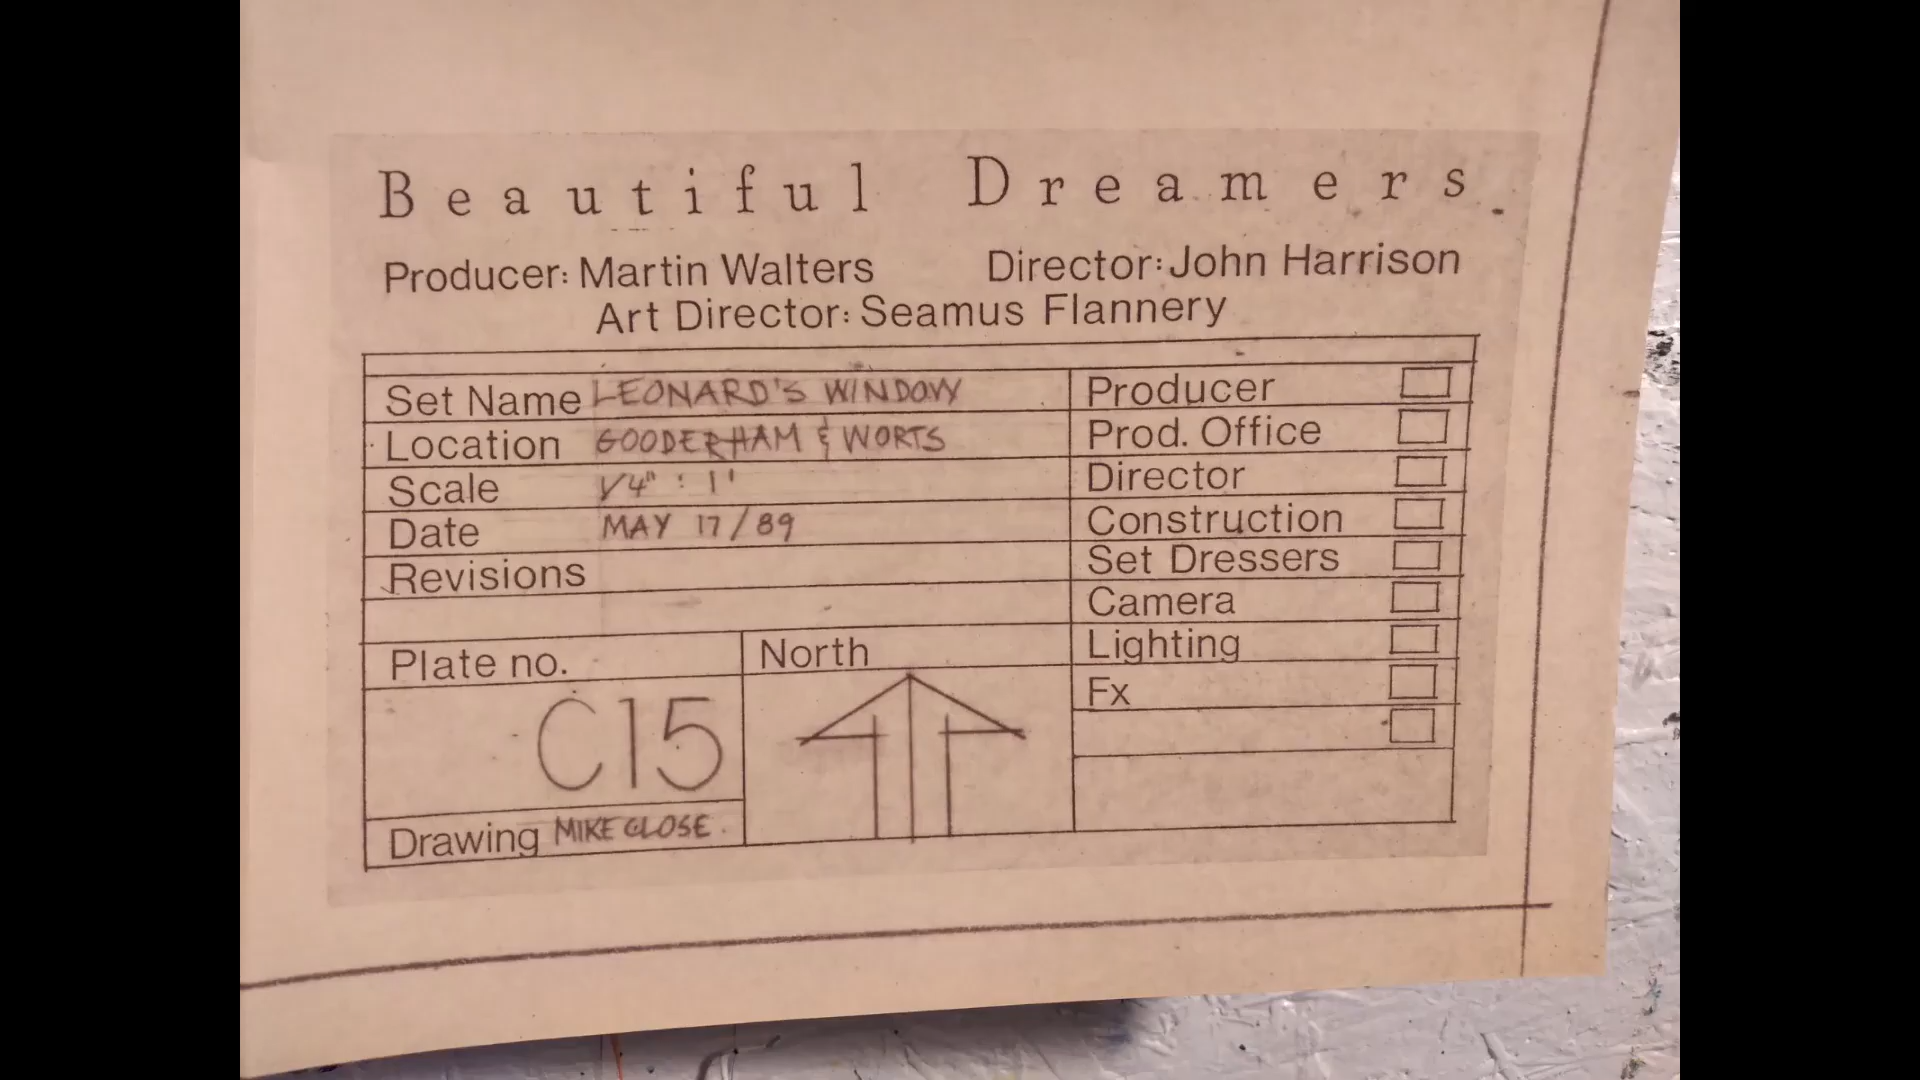 Beautiful Dreamers
Producer: Martin Walters Director: John Harrison
Art Director: Seamus Flannery
Set Name LEONARD'S WINDOW
Location GOODERHAM & WORTS
Scale 1/4" : 1'
Date MAY 17/89
Revisions
Plate no.
C15
Drawing MIKE CLOSE.
North
Producer
Prod. Office
Director
Construction
Set Dressers
Camera
Lighting
Fx